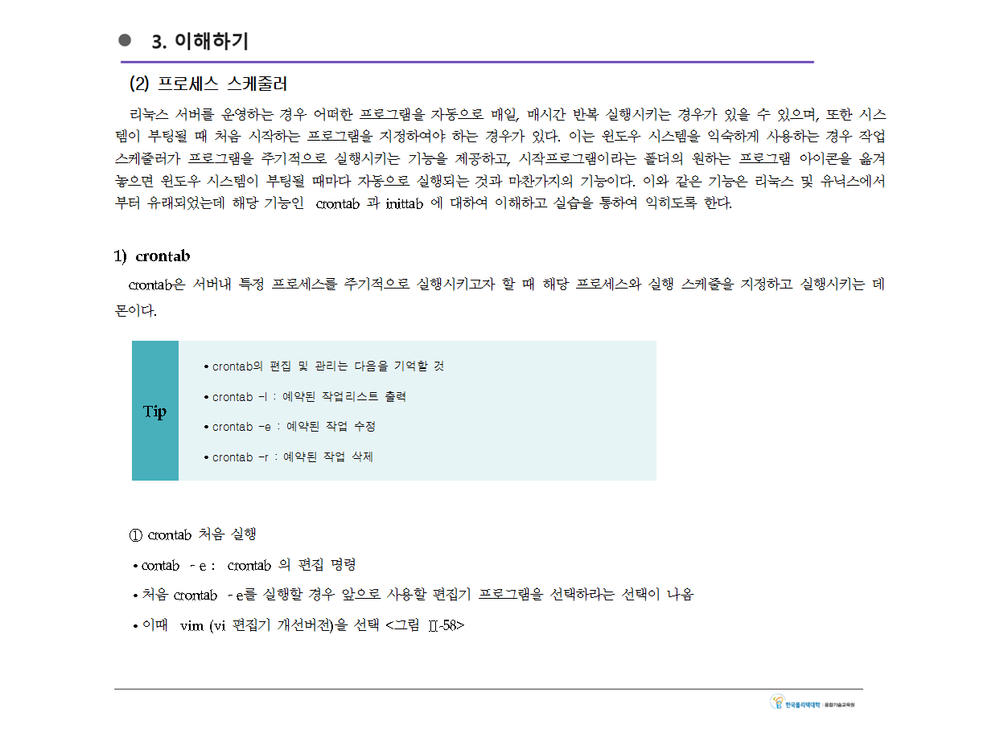 ● 3. 이해하기
(2) 프로세스 스케줄러
리눅스 서버를 운영하는 경우 어떠한 프로그램을 자동으로 매일, 매시간 반복 실행시키는 경우가 있을 수 있으며, 또한 시스
템이 부팅될 때 처음 시작하는 프로그램을 지정하여야 하는 경우가 있다. 이는 윈도우 시스템을 익숙하게 사용하는 경우 작업
스케줄러가 프로그램을 주기적으로 실행시키는 기능을 제공하고, 시작프로그램이라는 폴더의 원하는 프로그램 아이콘을 옮겨
놓으면 윈도우 시스템이 부팅될 때마다 자동으로 실행되는 것과 마찬가지의 기능이다. 이와 같은 기능은 리눅스 및 유닉스에서
부터 유래되었는데 해당 기능인 crontab 과 inittab 에 대하여 이해하고 실습을 통하여 익히도록 한다.
1) crontab
crontab은 서버내 특정 프로세스를 주기적으로 실행시키고자 할 때 해당 프로세스와 실행 스케줄을 지정하고 실행시키는 데
몬이다.
Tip
• crontab의 편집 및 관리는 다음을 기억할 것
• crontab -l : 예약된 작업리스트 출력
• crontab -e : 예약된 작업 수정
• crontab -r : 예약된 작업 삭제
① crontab 처음 실행
• contab - e : crontab 의 편집 명령
• 처음 crontab - e를 실행할 경우 앞으로 사용할 편집기 프로그램을 선택하라는 선택이 나옴
• 이때 vim (vi 편집기 개선버전)을 선택 <그림 Ⅱ-58>
한국폴리텍대학 | 융합기술교육원